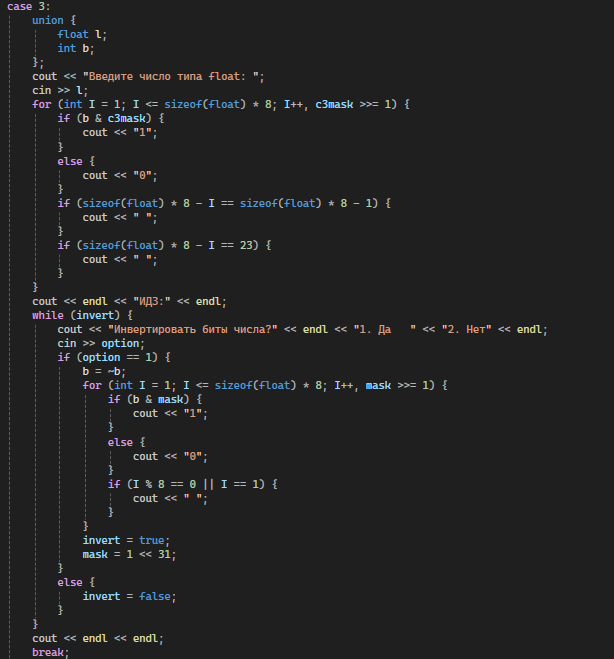 case 3:
union {
float l;
int b;
};
cout << "Введите число типа float: ";
cin >> l;
for (int I = 1; I <= sizeof(float) * 8; I++, c3mask >>= 1) {
if (b & c3mask) {
cout << "1";
}
else {
cout << "0";
}
if (sizeof(float) * 8 - I == sizeof(float) * 8 - 1) {
cout << " ";
}
if (sizeof(float) * 8 - I == 23) {
cout << " ";
}
}
cout << endl << "ИДЗ:" << endl;
while (invert) {
cout << "Инвертировать биты числа?" << endl << "1. Да   " << "2. Нет" << endl;
cin >> option;
if (option == 1) {
b = ~b;
for (int I = 1; I <= sizeof(float) * 8; I++, mask >>= 1) {
if (b & mask) {
cout << "1";
}
else {
cout << "0";
}
if (I % 8 == 0 || I == 1) {
cout << " ";
}
}
invert = true;
mask = 1 << 31;
}
else {
invert = false;
}
}
cout << endl << endl;
break;